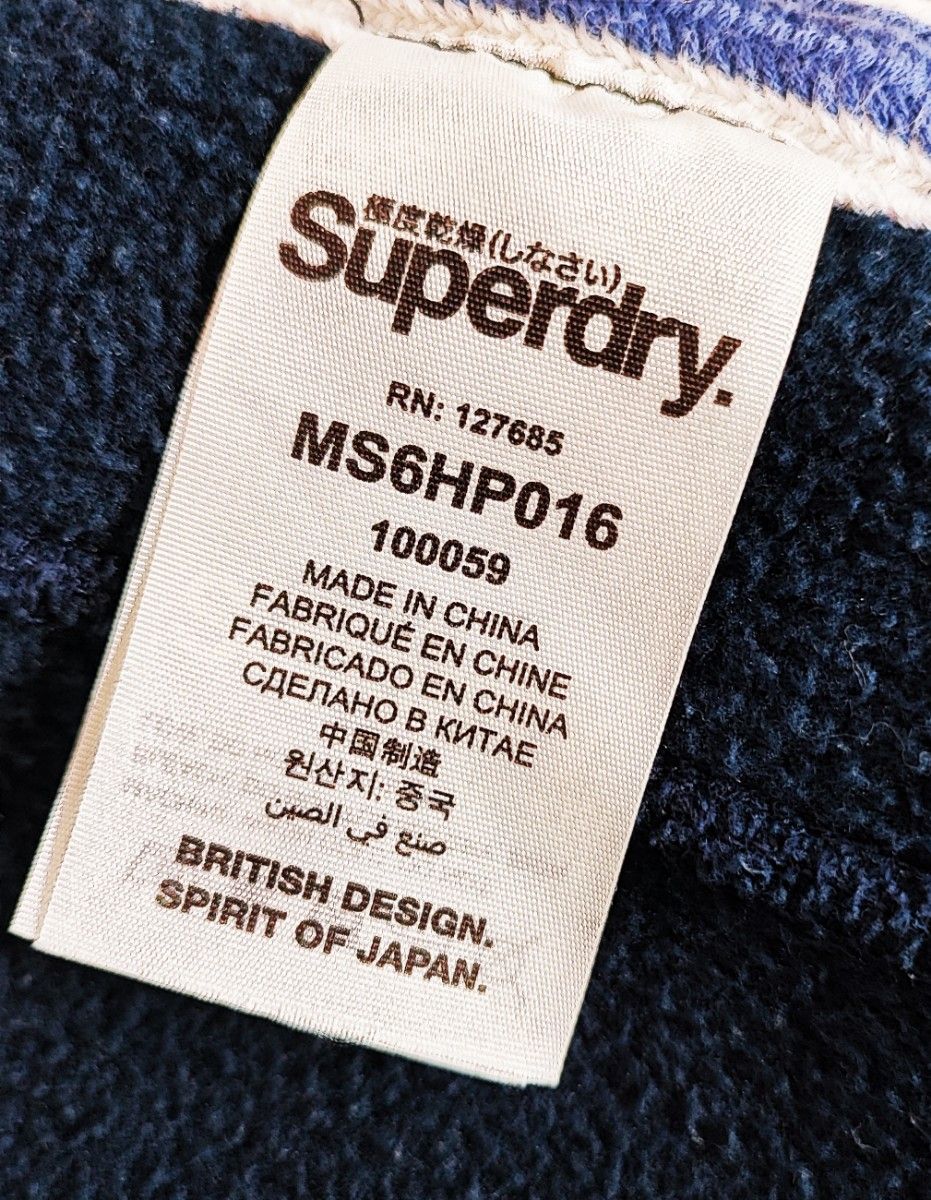 極度乾燥(しなさい)
Superdry.
RN: 127685
MS6HP016
100059
MADE IN CHINA
FABRIQUÉ EN CHINE
FABRICADO EN CHINA
СДЕЛАНО В КИТАЕ
中国制造
원산지: 중국
صنع في الصين
BRITISH DESIGN.
SPIRIT OF JAPAN.